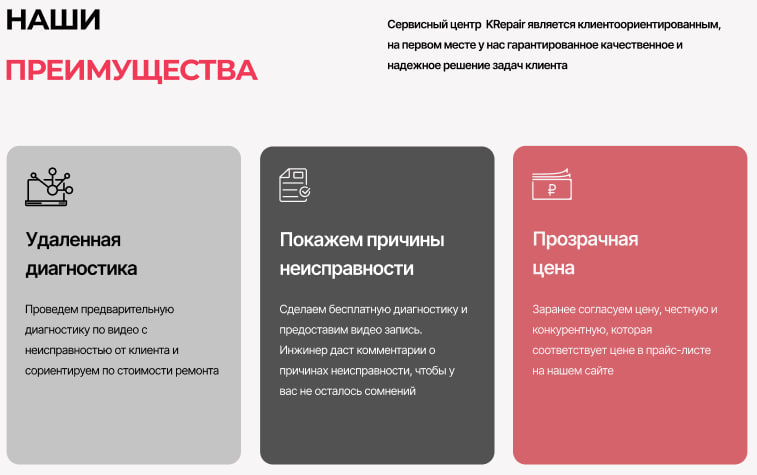 НАШИ
ПРЕИМУЩЕСТВА
Сервисный центр KRepair является клиентоориентированным,
на первом месте у нас гарантированное качественное и
надежное решение задач клиента
Удаленная
диагностика
Проведем предварительную
диагностику по видео с
неисправностью от клиента и
сориентируем по стоимости ремонта
Покажем причины
неисправности
Сделаем бесплатную диагностику и
предоставим видео запись.
Инжинер даст комментарии о
причинах неисправности, чтобы у
вас не осталось сомнений
₽
Прозрачная
цена
Заранее согласуем цену, честную и
конкурентную, которая
соответствует цене в прайс-листе
на нашем сайте